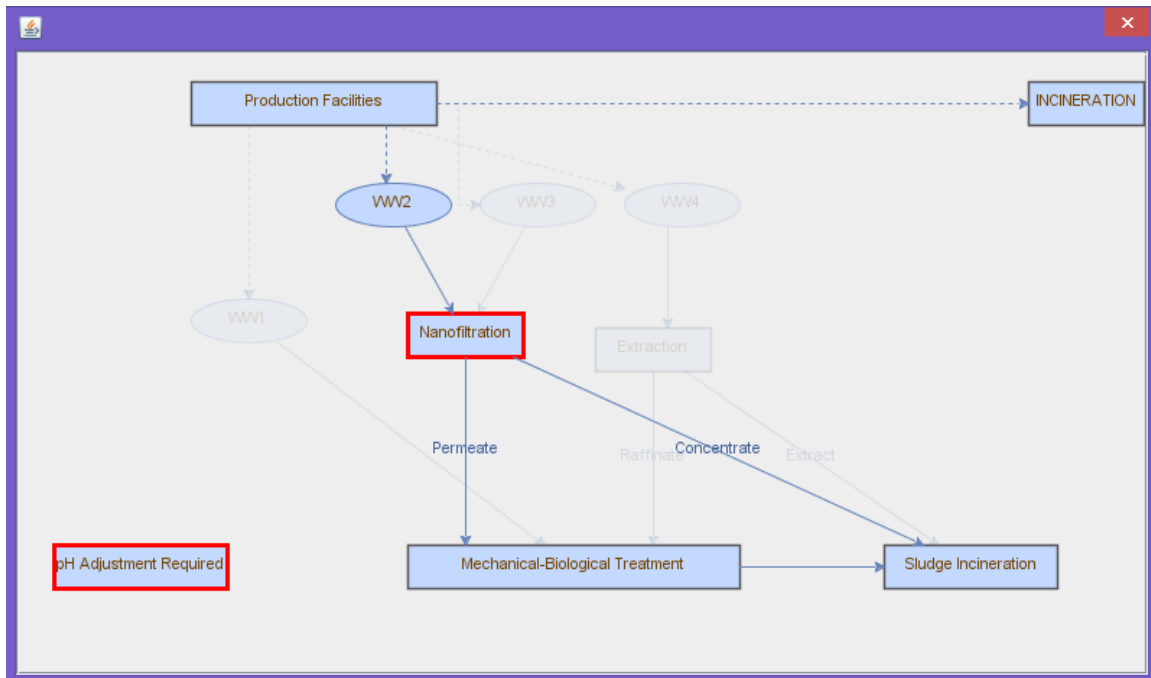 Production Facilities
INCINERATION
WW2
WW3
WW4
WW1
Nanofiltration
Extraction
Permeate
Raffinate
Concentrate
Extract
pH Adjustment Required
Mechanical-Biological Treatment
Sludge Incineration